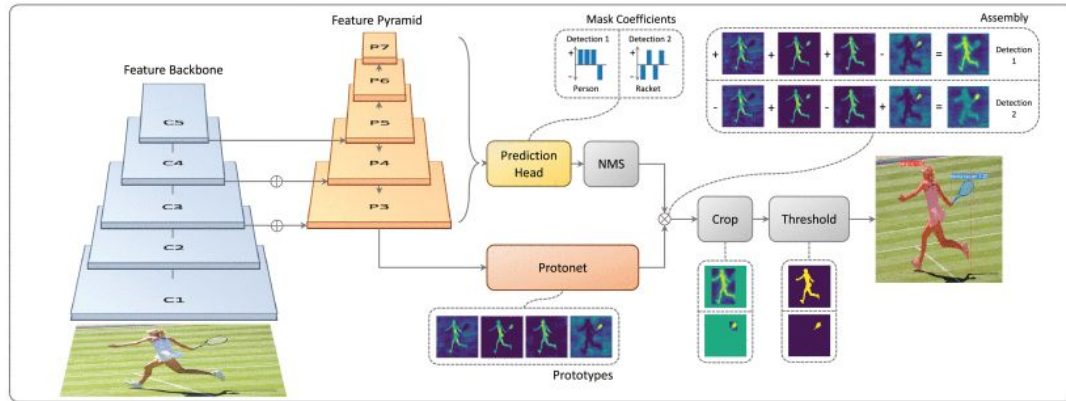 Feature Backbone
C5
C4
C3
C2
C1
Feature Pyramid
P7
P6
P5
P4
P3
Mask Coefficients
Detection 1
Detection 2
+
-
+
-
Person
Racket
Assembly
+ + + - = Detection 1
- + - + = Detection 2
Prediction Head
NMS
Protonet
Prototypes
Crop
Threshold